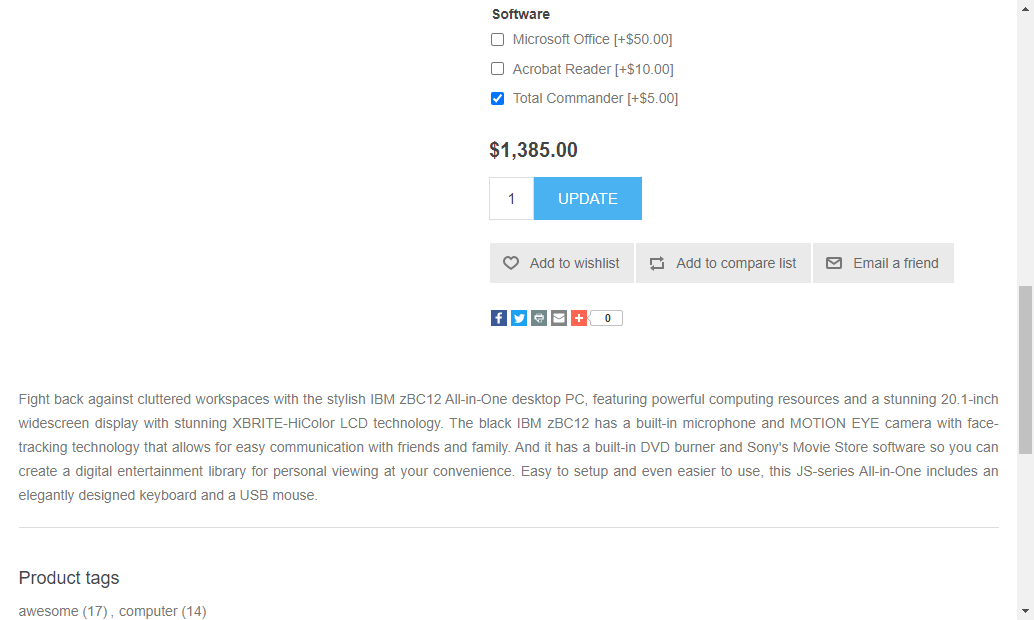 Software
Microsoft Office [+$50.00]
Acrobat Reader [+$10.00]
Total Commander [+$5.00]
$1,385.00
1 UPDATE
Add to wishlist Add to compare list Email a friend
0
Fight back against cluttered workspaces with the stylish IBM zBC12 All-in-One desktop PC, featuring powerful computing resources and a stunning 20.1-inch
widescreen display with stunning XBRITE-HiColor LCD technology. The black IBM zBC12 has a built-in microphone and MOTION EYE camera with face-
tracking technology that allows for easy communication with friends and family. And it has a built-in DVD burner and Sony's Movie Store software so you can
create a digital entertainment library for personal viewing at your convenience. Easy to setup and even easier to use, this JS-series All-in-One includes an
elegantly designed keyboard and a USB mouse.
Product tags
awesome (17) , computer (14)